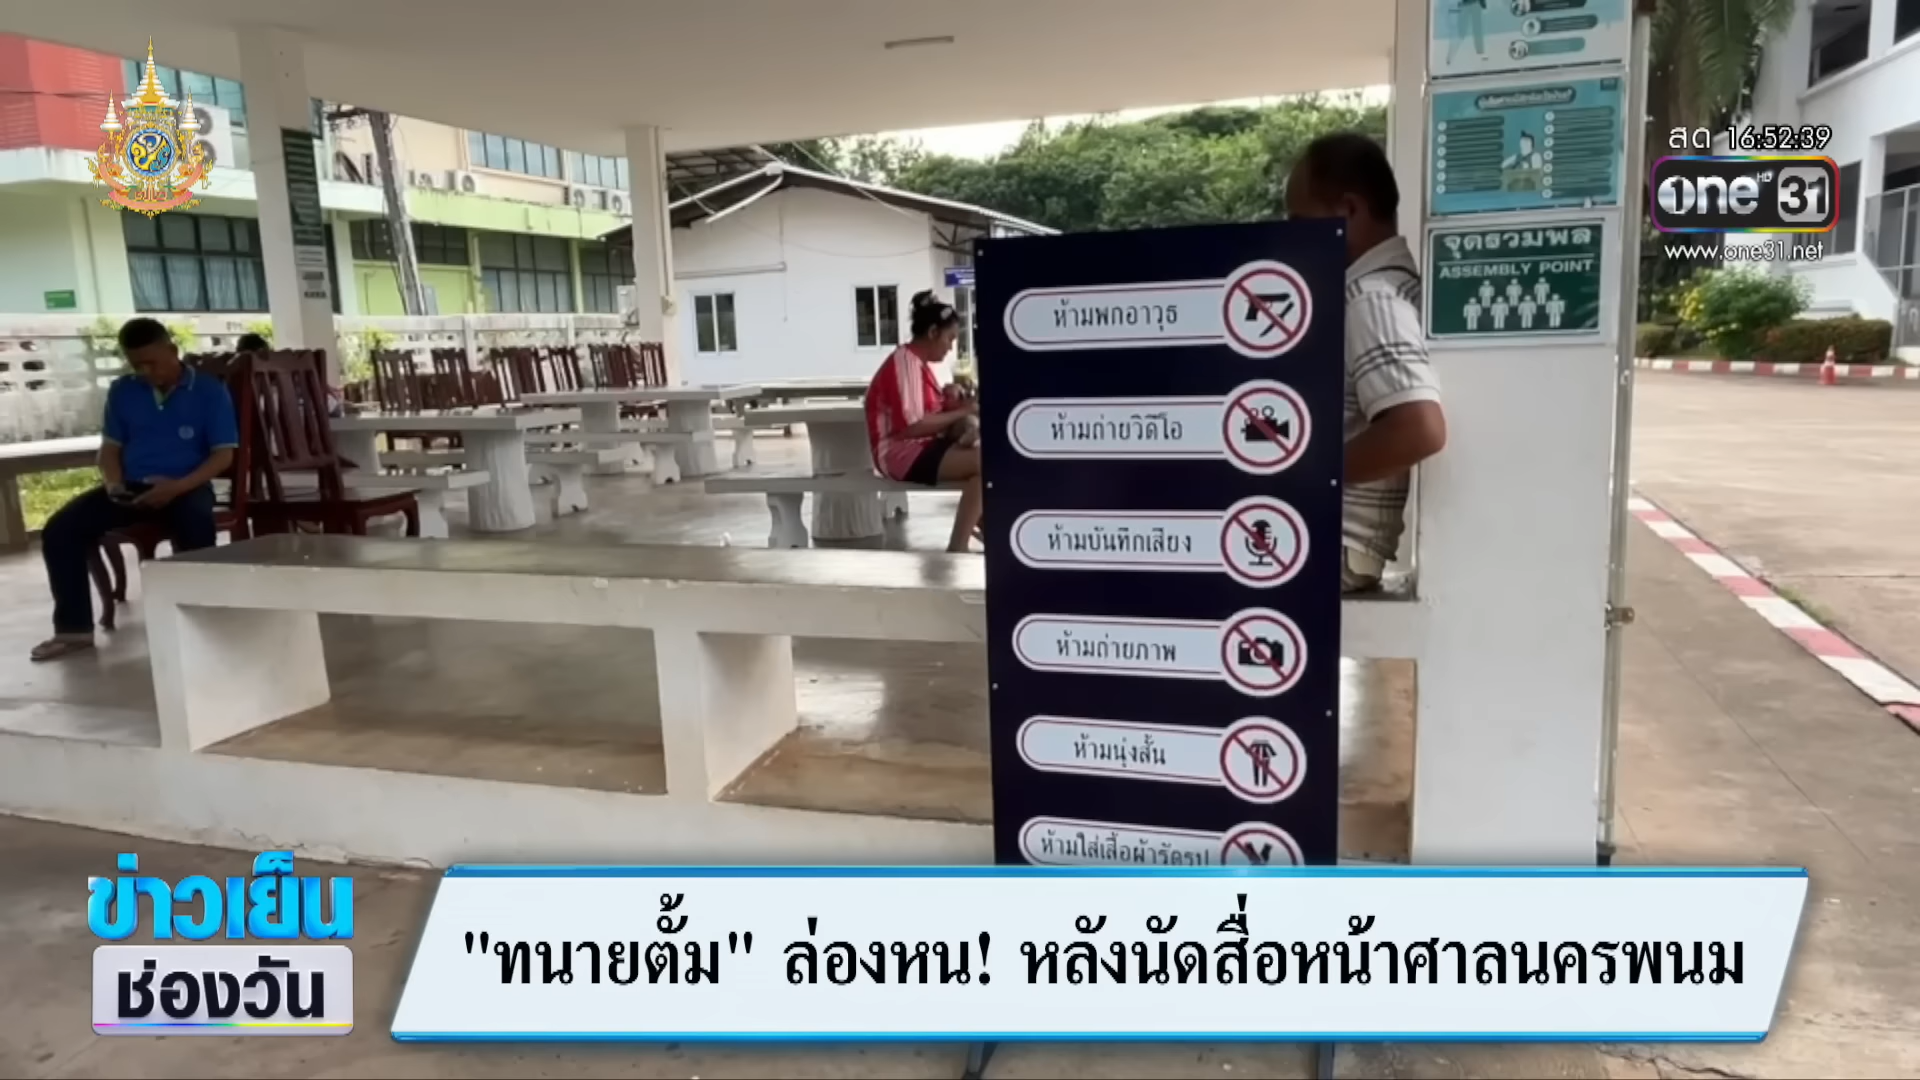 สด 16:52:39
one HD 31
www.one31.net
จุดรวมพล
ASSEMBLY POINT
ห้ามพกอาวุธ
ห้ามถ่ายวิดีโอ
ห้ามบันทึกเสียง
ห้ามถ่ายภาพ
ห้ามนุ่งสั้น
ห้ามใส่เสื้อผ้ารัดรูป
ข่าวเย็น
ช่องวัน
"ทนายตั้ม" ล่องหน! หลังนัดสื่อหน้าศาลนครพนม